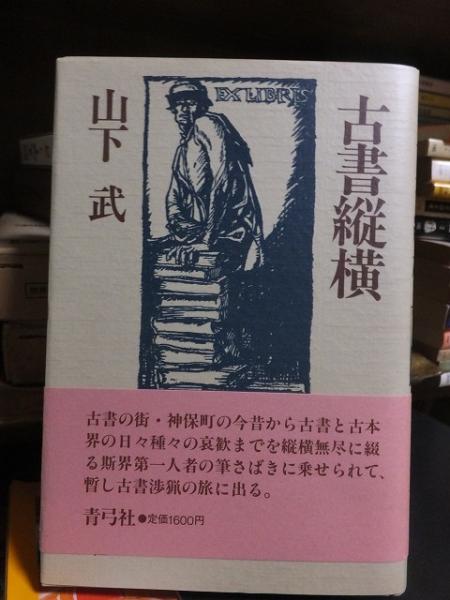 古書縦横
山下 武
EX LIBRIS
古書の街・神保町の今昔から古書と古本
界の日々種々の哀歓までを縦横無尽に綴
る斯界第一人者の筆さばきに乗せられて、
暫し古書渉猟の旅に出る。
青弓社●定価1600円